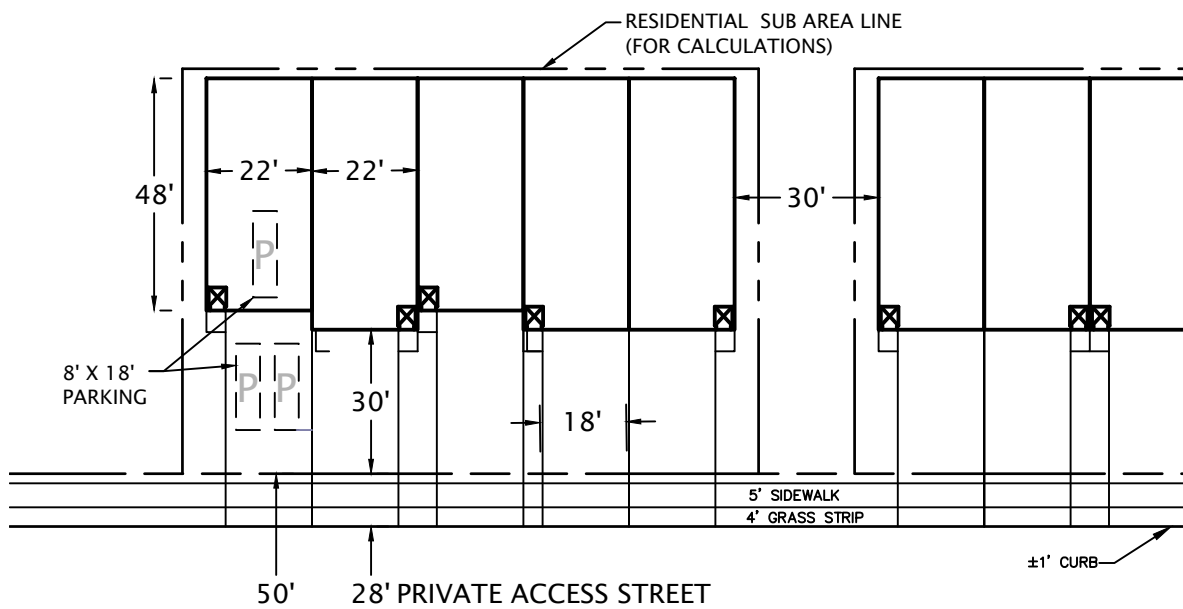 RESIDENTIAL SUB AREA LINE
(FOR CALCULATIONS)
22'
22'
48'
30'
P
8' X 18'
PARKING
P
P
30'
18'
5' SIDEWALK
4' GRASS STRIP
±1' CURB
50'
28' PRIVATE ACCESS STREET